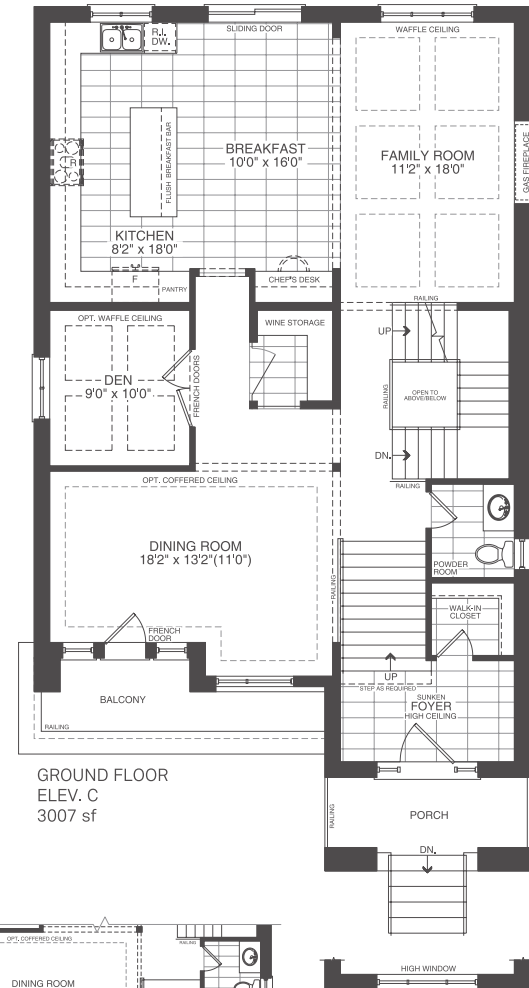 SLIDING DOOR
WAFFLE CEILING
R.I.
DW.
FLUSH BREAKFAST BAR
BREAKFAST
10'0" x 16'0"
FAMILY ROOM
11'2" x 18'0"
GAS FIREPLACE
R
KITCHEN
8'2" x 18'0"
F
PANTRY
CHEF'S DESK
RAILING
OPT. WAFFLE CEILING
WINE STORAGE
UP
DEN
9'0" x 10'0"
FRENCH DOORS
RAILING
OPEN TO
ABOVE/BELOW
DN.
RAILING
OPT. COFFERED CEILING
DINING ROOM
18'2" x 13'2"(11'0")
POWDER
ROOM
RAILING
WALK-IN
CLOSET
FRENCH
DOOR
UP
STEP AS REQUIRED
SUNKEN
FOYER
HIGH CEILING
BALCONY
RAILING
GROUND FLOOR
ELEV. C
3007 sf
RAILING
PORCH
DN.
OPT. COFFERED CEILING
RAILING
DINING ROOM
HIGH WINDOW